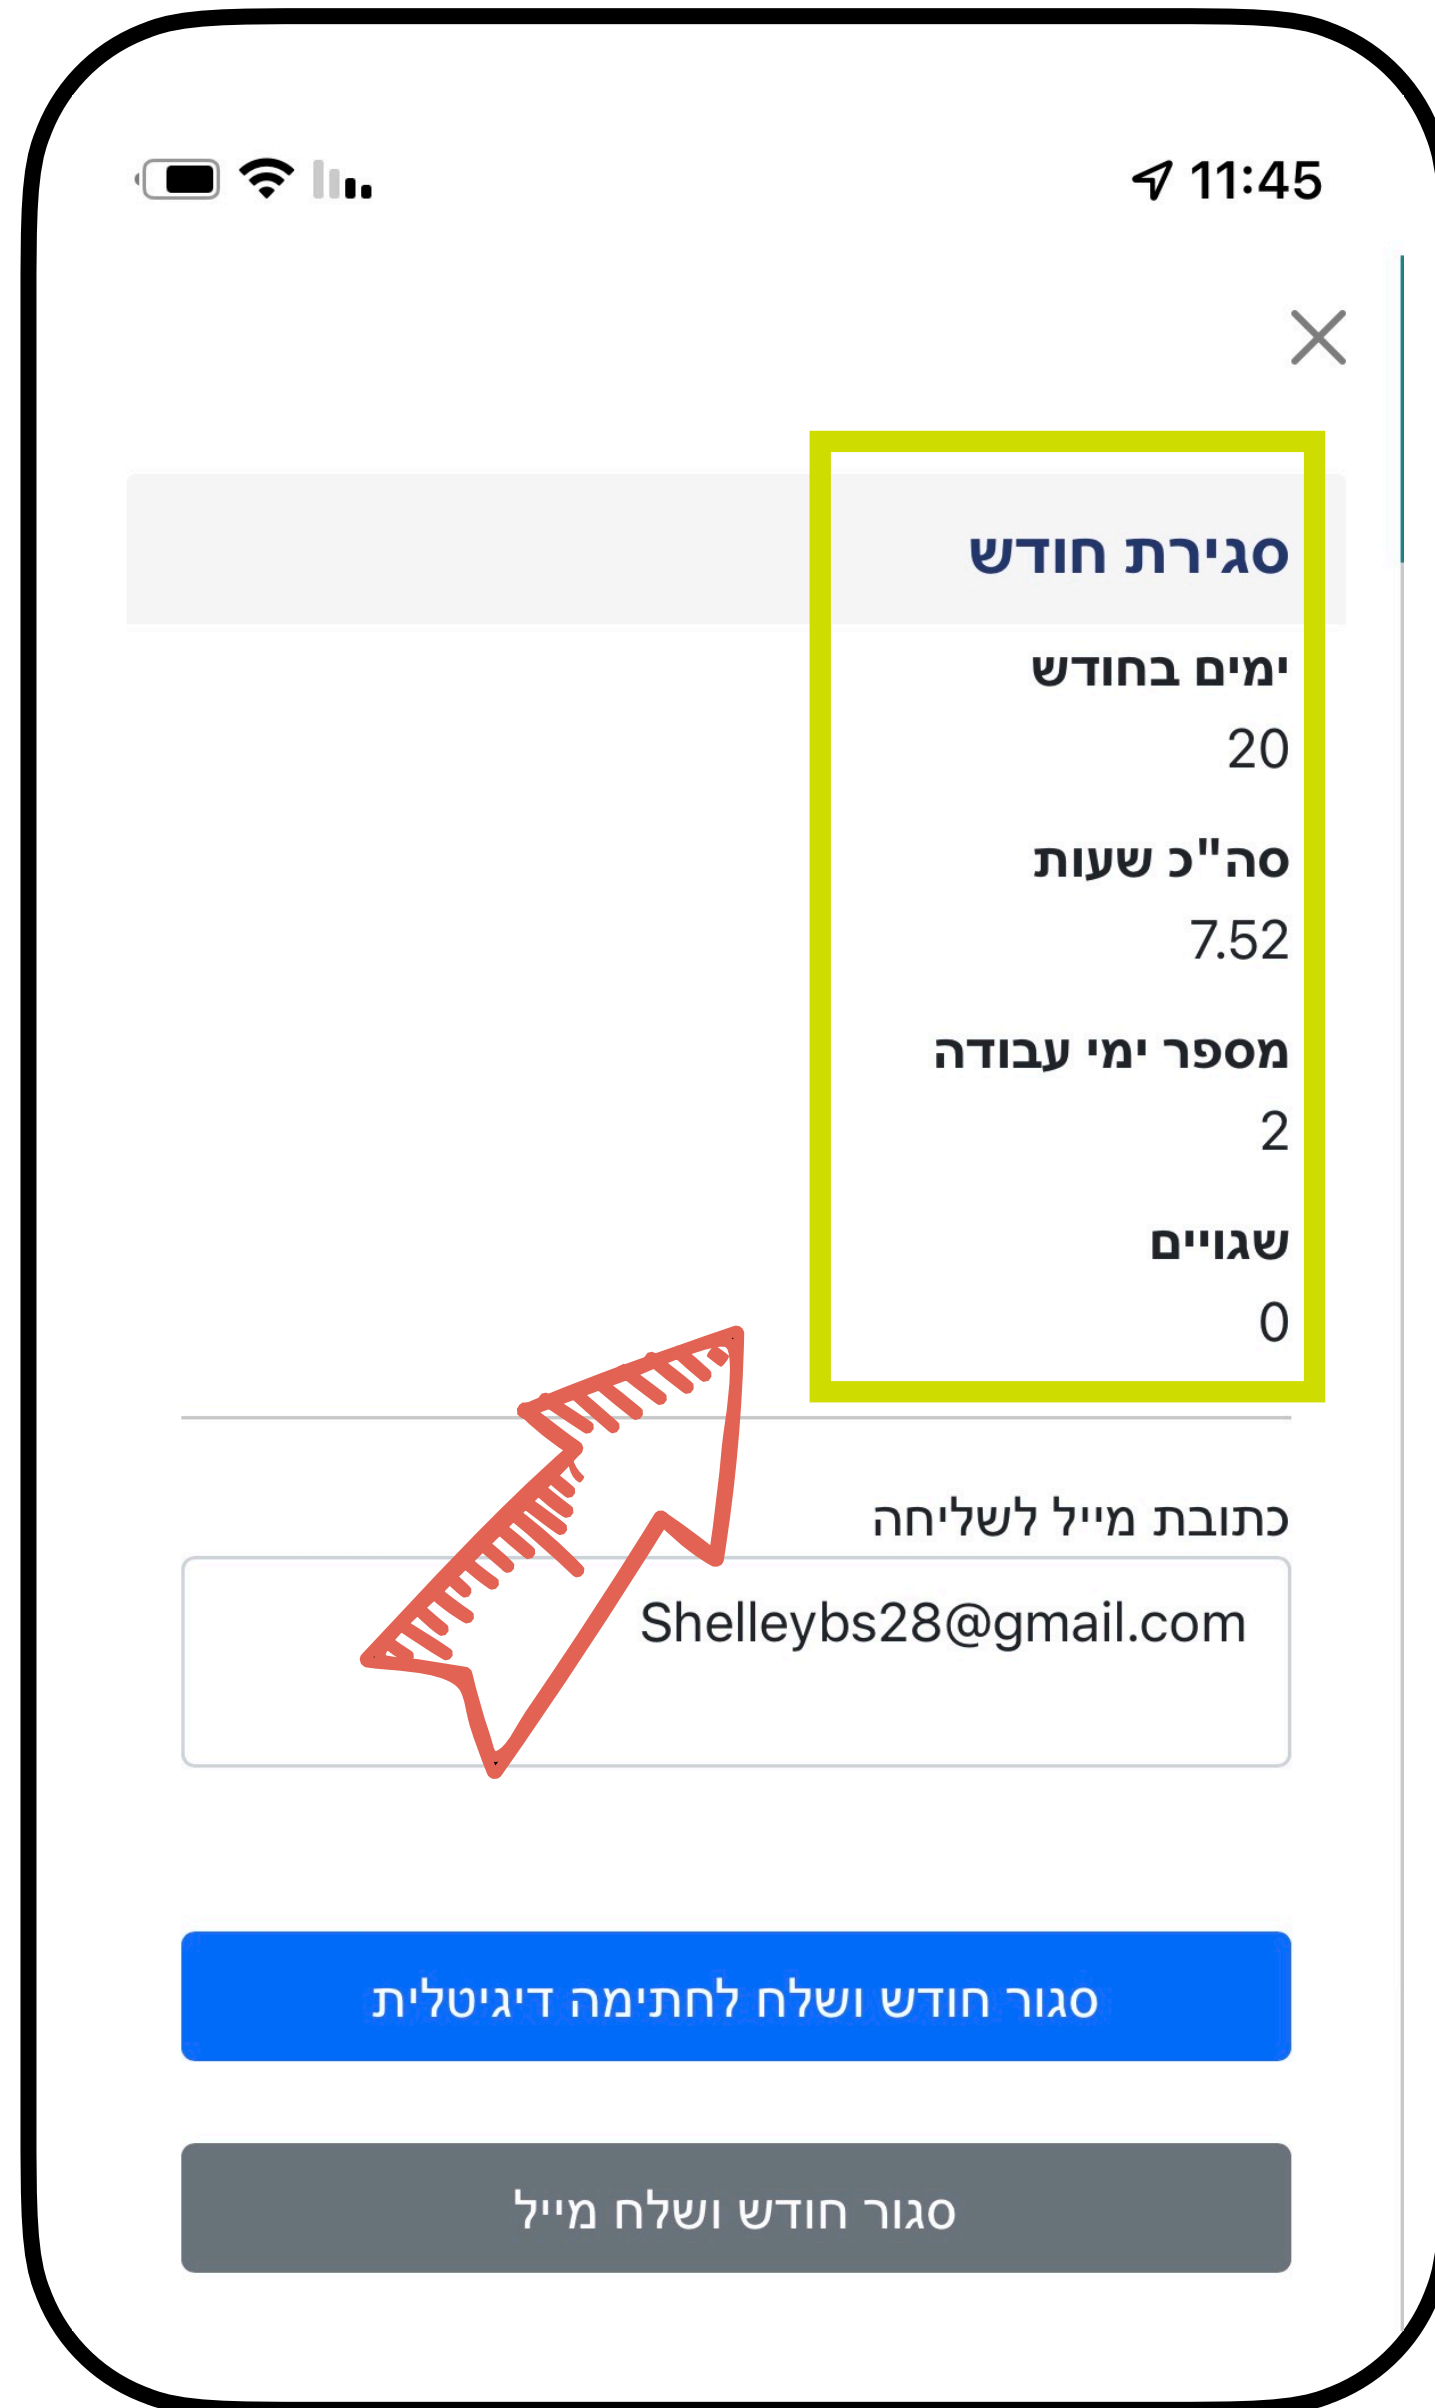 11:45
סגירת חודש
ימים בחודש
20
סה"כ שעות
7.52
מספר ימי עבודה
2
שגויים
0
כתובת מייל לשליחה
Shelleybs28@gmail.com
סגור חודש ושלח לחתימה דיגיטלית
סגור חודש ושלח מייל